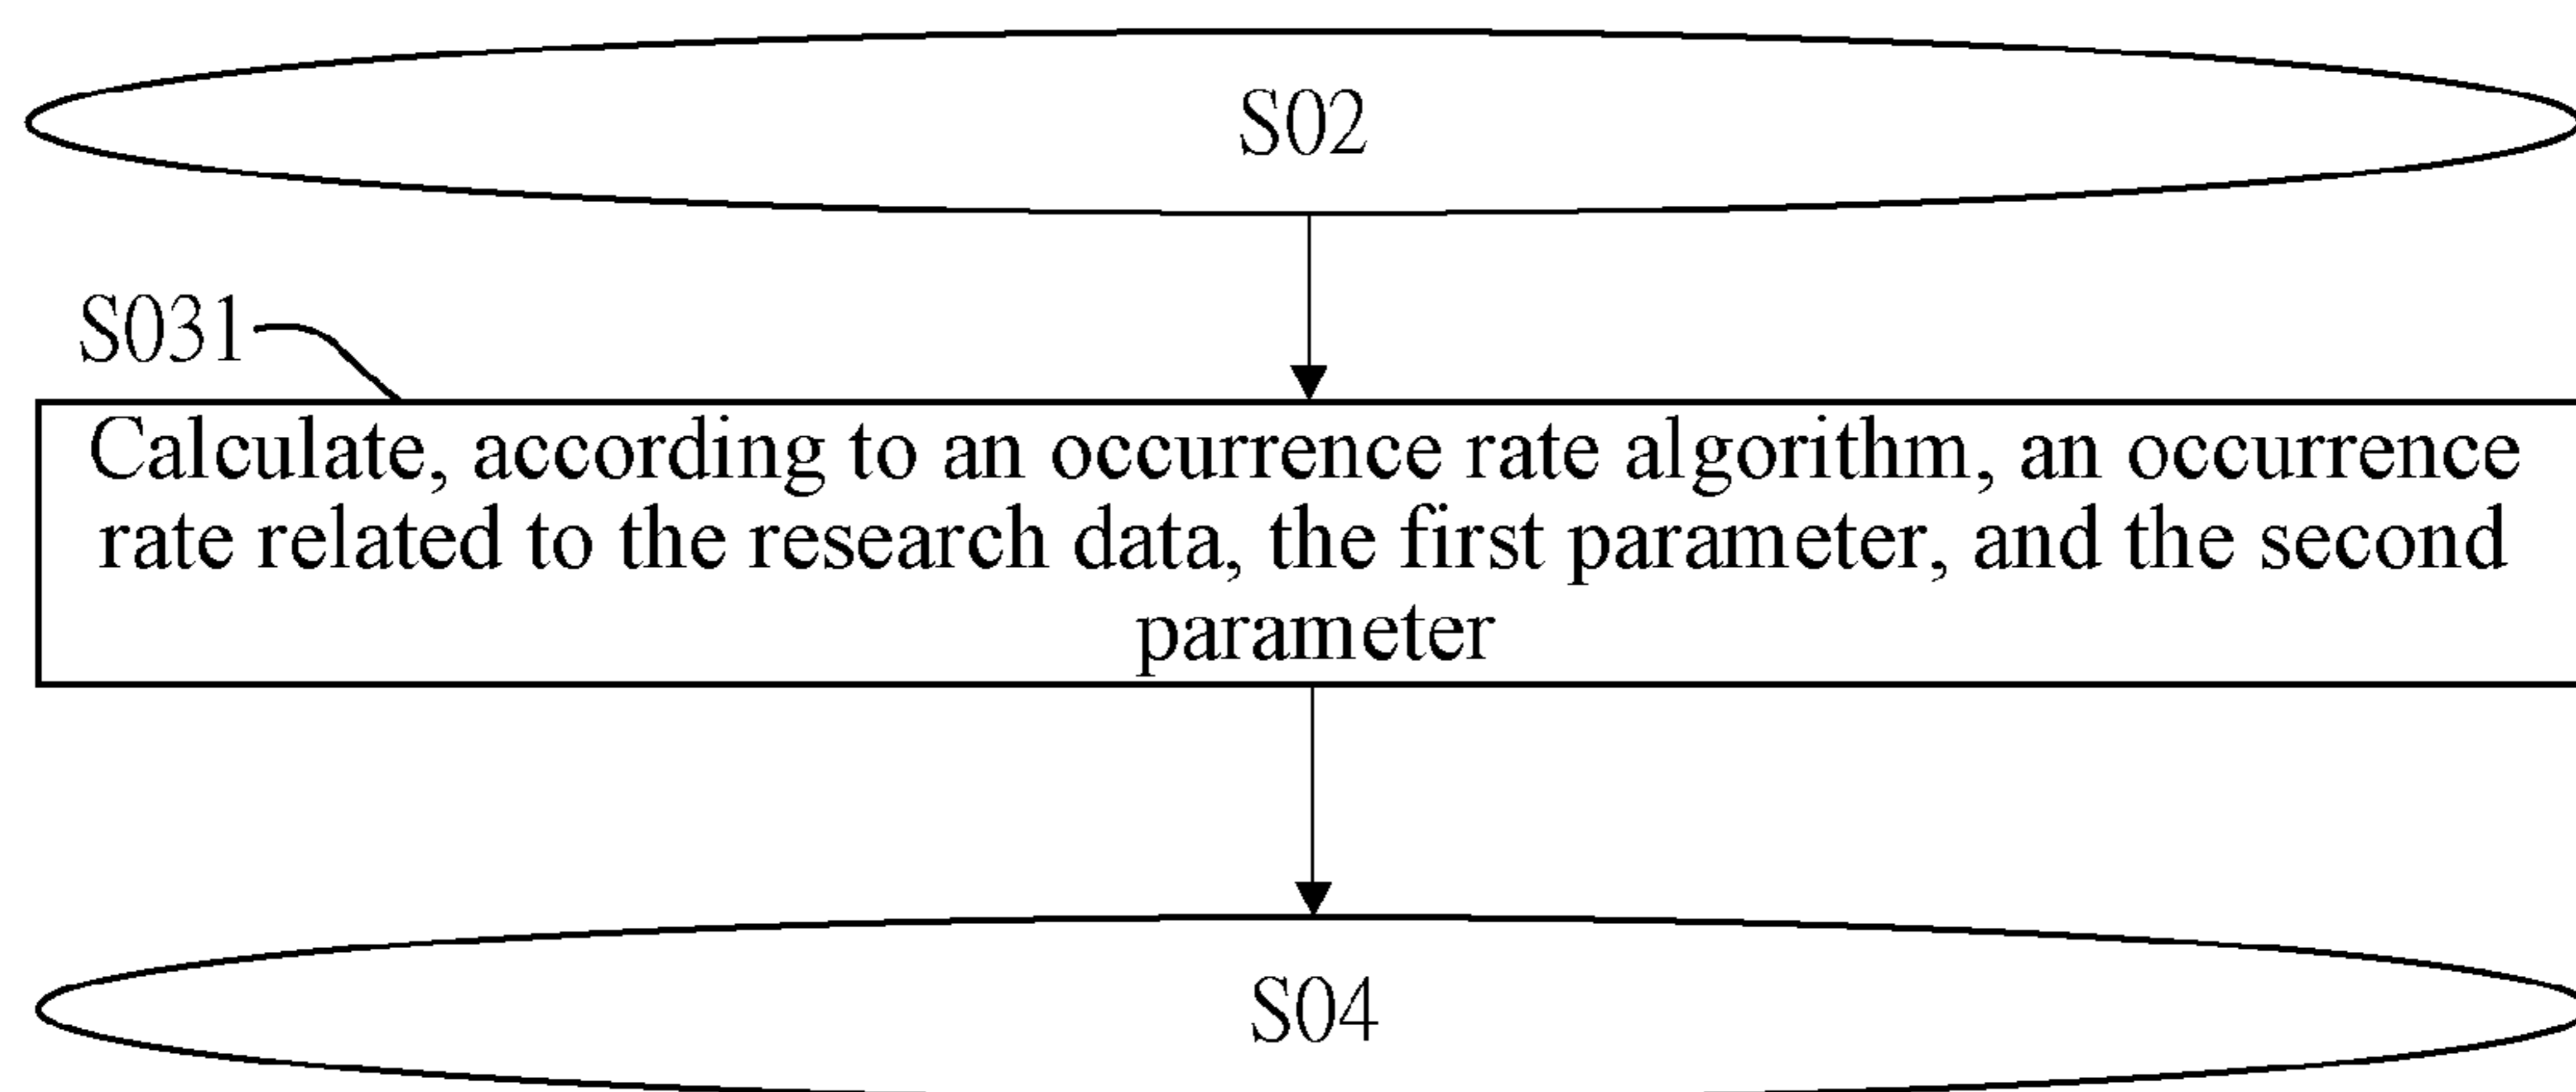 S02
S031
Calculate, according to an occurrence rate algorithm, an occurrence
rate related to the research data, the first parameter, and the second
parameter
S04